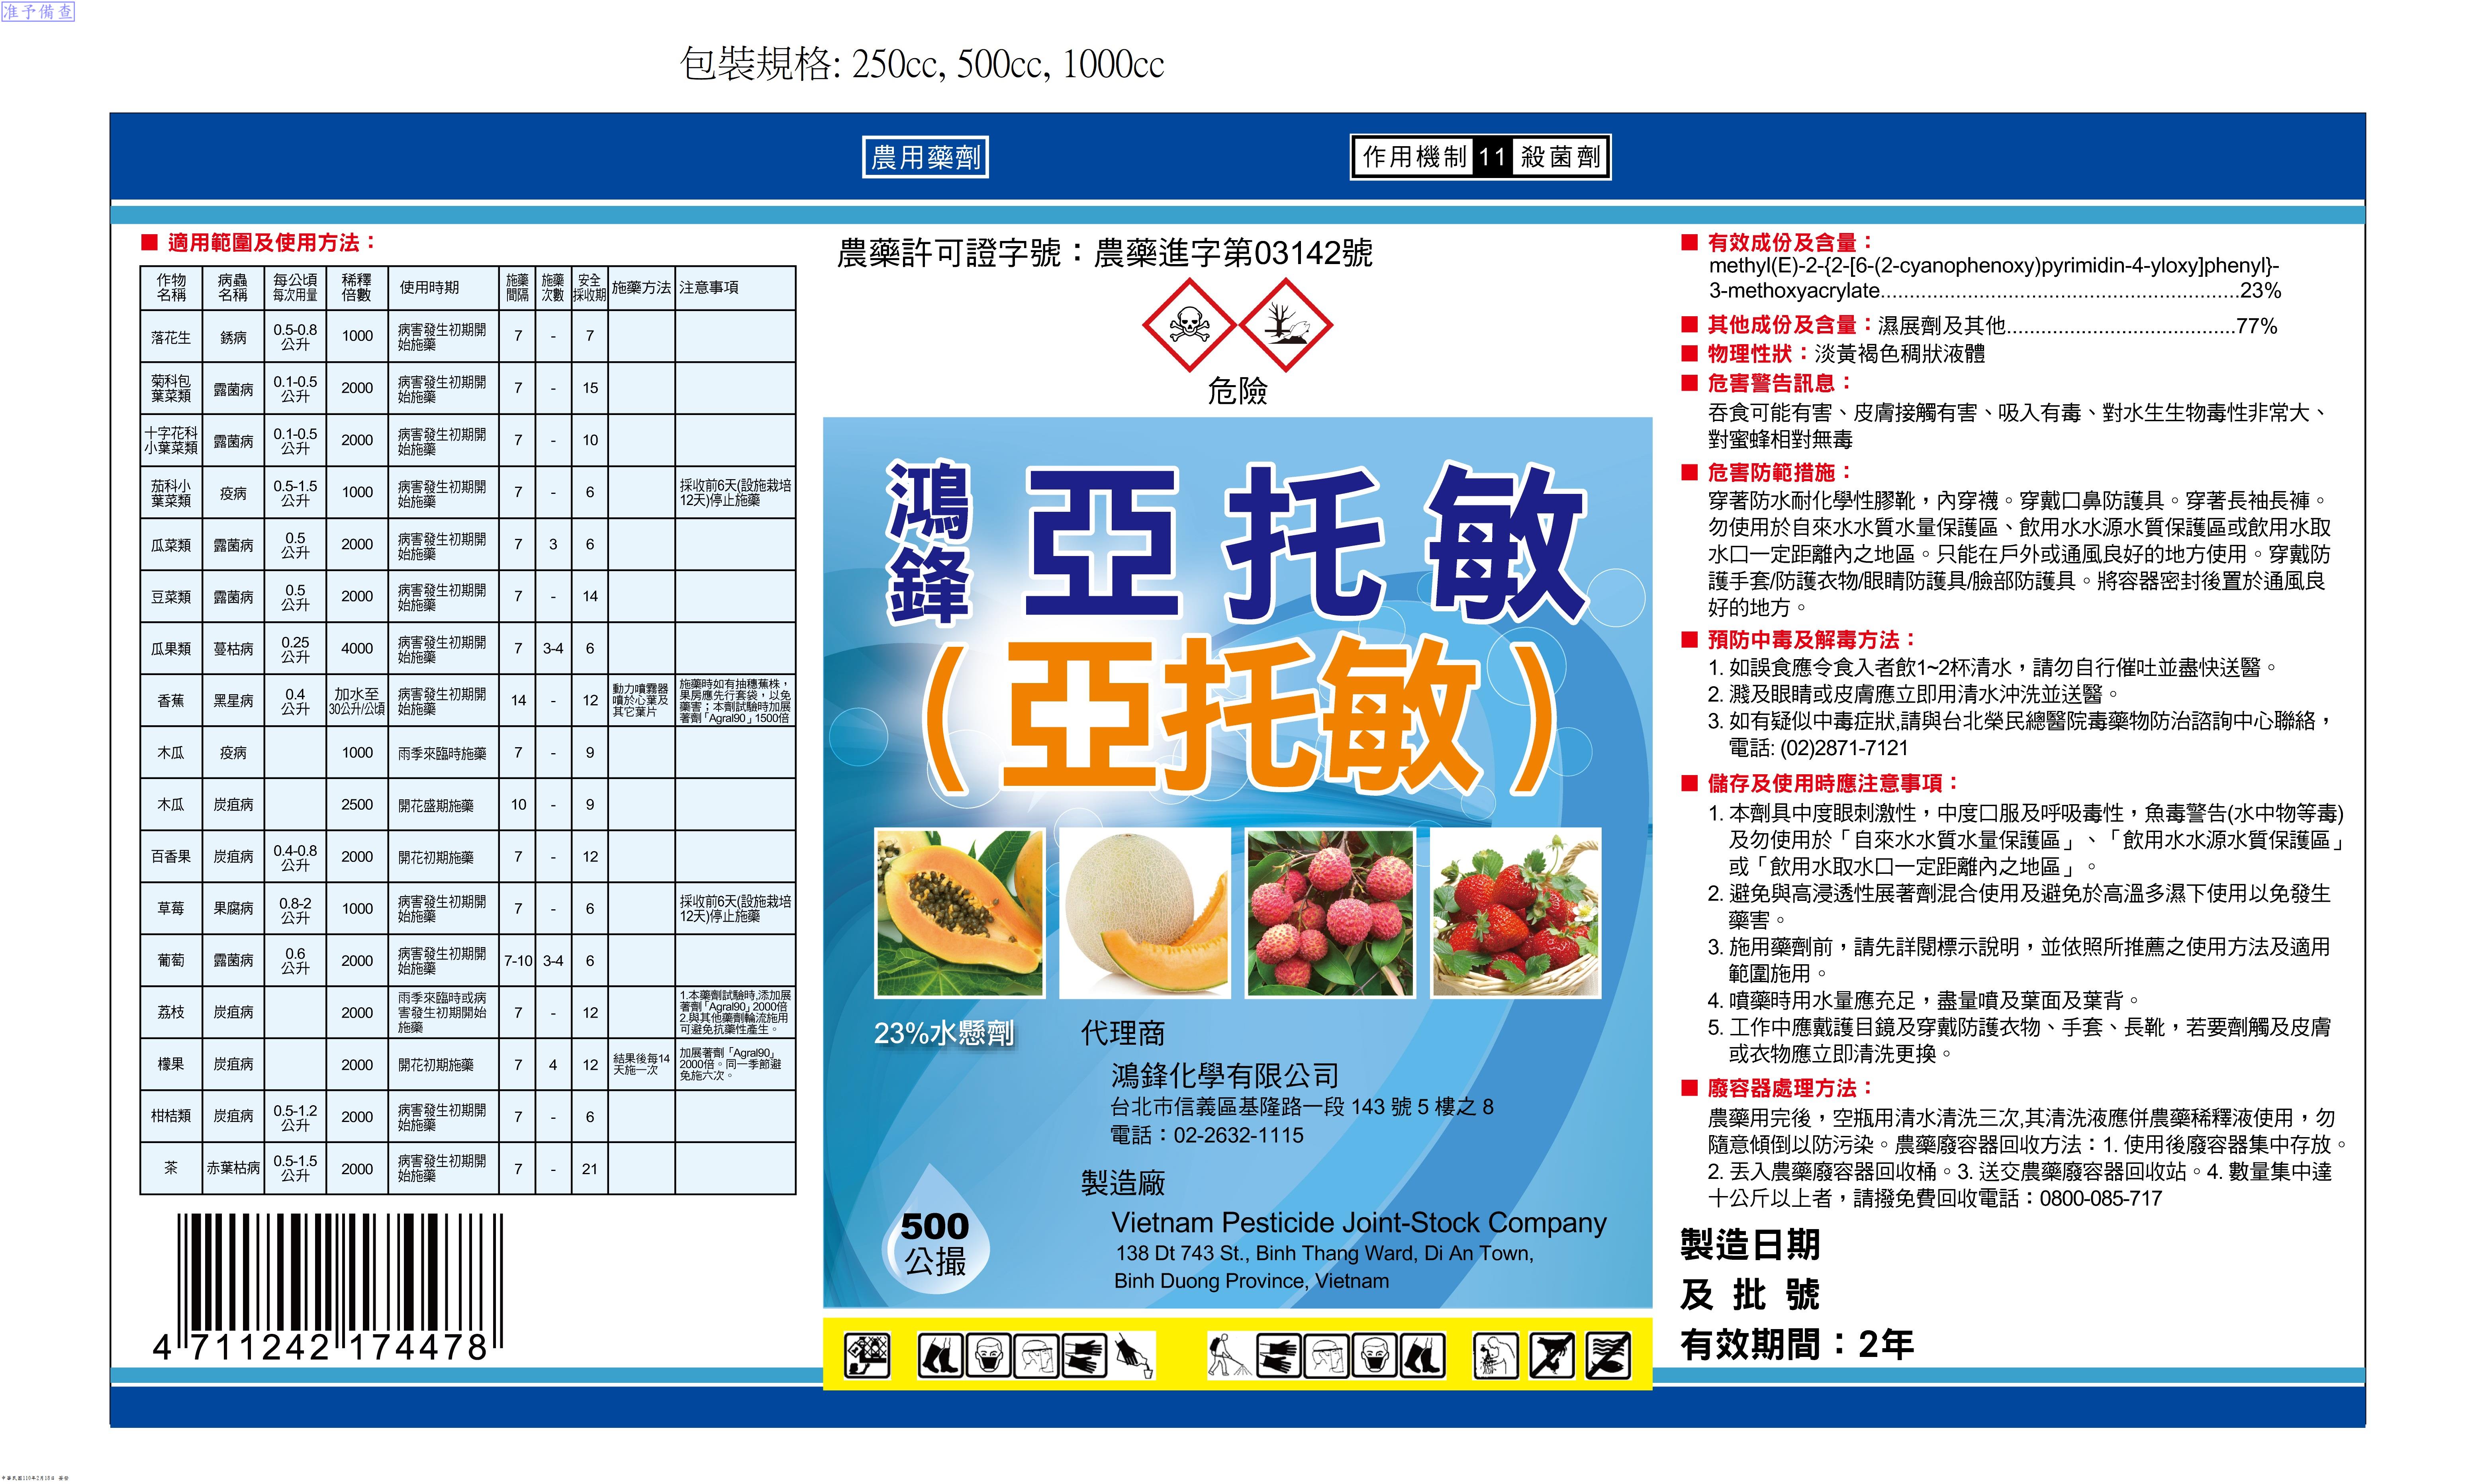 准予備查
包裝規格: 250cc, 500cc, 1000cc
農用藥劑
作用機制 11 殺菌劑
■ 適用範圍及使用方法：
作物名稱 病蟲名稱 每公頃每次用量 稀釋倍數 使用時期 施藥間隔 施藥次數 安全採收期 施藥方法 注意事項
落花生 銹病 0.5-0.8公升 1000 病害發生初期開始施藥 7 - 7
菊科包葉菜類 露菌病 0.1-0.5公升 2000 病害發生初期開始施藥 7 - 15
十字花科小葉菜類 露菌病 0.1-0.5公升 2000 病害發生初期開始施藥 7 - 10
茄科小葉菜類 疫病 0.5-1.5公升 1000 病害發生初期開始施藥 7 - 6 採收前6天(設施栽培12天)停止施藥
瓜菜類 露菌病 0.5公升 2000 病害發生初期開始施藥 7 3 6
豆菜類 露菌病 0.5公升 2000 病害發生初期開始施藥 7 - 14
瓜果類 蔓枯病 0.25公升 4000 病害發生初期開始施藥 7 3-4 6
香蕉 黑星病 0.4公升 加水至30公升/公頃 病害發生初期開始施藥 14 - 12 動力噴霧器噴於心葉及其它葉片 施藥時如有抽穗蕉株，果房應先行套袋，以免藥害；本劑試驗時加展著劑「Agral90」1500倍
木瓜 疫病 1000 雨季來臨時施藥 7 - 9
木瓜 炭疽病 2500 開花盛期施藥 10 - 9
百香果 炭疽病 0.4-0.8公升 2000 開花初期施藥 7 - 12
草莓 果腐病 0.8-2公升 1000 病害發生初期開始施藥 7 - 6 採收前6天(設施栽培12天)停止施藥
葡萄 露菌病 0.6公升 2000 病害發生初期開始施藥 7-10 3-4 6
荔枝 炭疽病 2000 雨季來臨時或病害發生初期開始施藥 7 - 12 1.本藥劑試驗時,添加展著劑「Agral90」2000倍 2.與其他藥劑輪流施用可避免抗藥性產生。
檬果 炭疽病 2000 開花初期施藥 7 4 12 結果後每14天施一次 加展著劑「Agral90」2000倍。同一季節避免施六次。
柑桔類 炭疽病 0.5-1.2公升 2000 病害發生初期開始施藥 7 - 6
茶 赤葉枯病 0.5-1.5公升 2000 病害發生初期開始施藥 7 - 21
4 711242 174478
農藥許可證字號：農藥進字第03142號
危險
鴻鋒 亞托敏
（亞托敏）
23%水懸劑
代理商
鴻鋒化學有限公司
台北市信義區基隆路一段 143 號 5 樓之 8
電話：02-2632-1115
製造廠
Vietnam Pesticide Joint-Stock Company
138 Dt 743 St., Binh Thang Ward, Di An Town,
Binh Duong Province, Vietnam
500
公撮
■ 有效成份及含量：
methyl(E)-2-{2-[6-(2-cyanophenoxy)pyrimidin-4-yloxy]phenyl}-
3-methoxyacrylate..............................................................23%
■ 其他成份及含量：濕展劑及其他........................................77%
■ 物理性狀：淡黃褐色稠狀液體
■ 危害警告訊息：
吞食可能有害、皮膚接觸有害、吸入有毒、對水生生物毒性非常大、
對蜜蜂相對無毒
■ 危害防範措施：
穿著防水耐化學性膠靴，內穿襪。穿戴口鼻防護具。穿著長袖長褲。
勿使用於自來水水質水量保護區、飲用水水源水質保護區或飲用水取
水口一定距離內之地區。只能在戶外或通風良好的地方使用。穿戴防
護手套/防護衣物/眼睛防護具/臉部防護具。將容器密封後置於通風良
好的地方。
■ 預防中毒及解毒方法：
1. 如誤食應令食入者飲1~2杯清水，請勿自行催吐並盡快送醫。
2. 濺及眼睛或皮膚應立即用清水沖洗並送醫。
3. 如有疑似中毒症狀,請與台北榮民總醫院毒藥物防治諮詢中心聯絡，
電話: (02)2871-7121
■ 儲存及使用時應注意事項：
1. 本劑具中度眼刺激性，中度口服及呼吸毒性，魚毒警告(水中物等毒)
及勿使用於「自來水水質水量保護區」、「飲用水水源水質保護區」
或「飲用水取水口一定距離內之地區」。
2. 避免與高浸透性展著劑混合使用及避免於高溫多濕下使用以免發生
藥害。
3. 施用藥劑前，請先詳閱標示說明，並依照所推薦之使用方法及適用
範圍施用。
4. 噴藥時用水量應充足，盡量噴及葉面及葉背。
5. 工作中應戴護目鏡及穿戴防護衣物、手套、長靴，若要劑觸及皮膚
或衣物應立即清洗更換。
■ 廢容器處理方法：
農藥用完後，空瓶用清水清洗三次,其清洗液應併農藥稀釋液使用，勿
隨意傾倒以防污染。農藥廢容器回收方法：1. 使用後廢容器集中存放。
2. 丟入農藥廢容器回收桶。3. 送交農藥廢容器回收站。4. 數量集中達
十公斤以上者，請撥免費回收電話：0800-085-717
製造日期
及 批 號
有效期間：2年